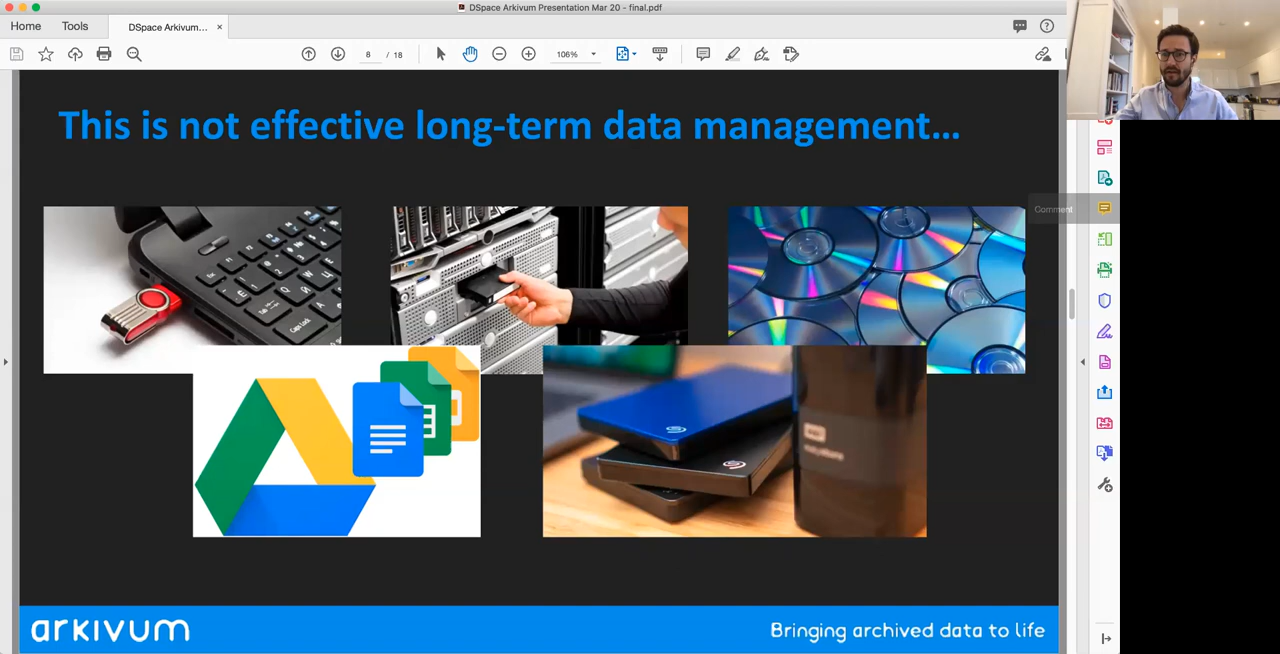 DSpace Arkivum Presentation Mar 20 - final.pdf
Home
Tools
DSpace Arkivum...
8 / 18
106%
This is not effective long-term data management...
Comment
arkivum
Bringing archived data to life